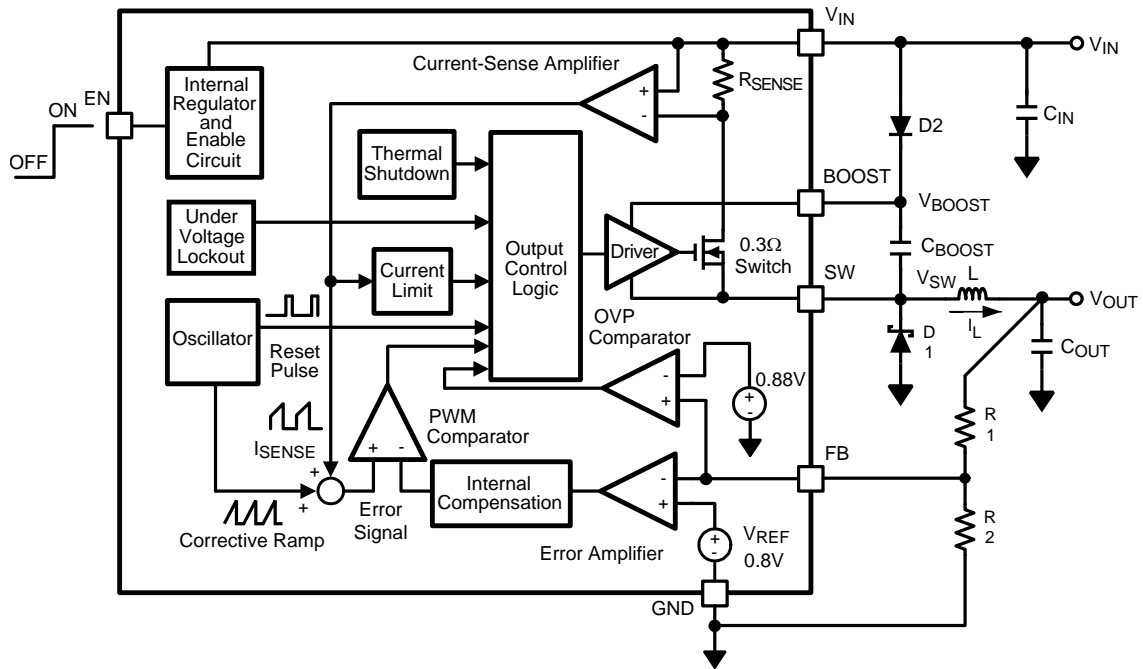 VIN
VIN
Current-Sense Amplifier
RSENSE
EN
ON
OFF
Internal
Regulator
and
Enable
Circuit
CIN
D2
Thermal
Shutdown
BOOST
VBOOST
Under
Voltage
Lockout
Output
Control
Logic
Driver
0.3Ω
Switch
CBOOST
Current
Limit
SW
VSW
L
VOUT
IL
OVP
Comparator
D
1
COUT
Oscillator
Reset
Pulse
0.88V
+
-
-
+
+
-
PWM
Comparator
R
1
ISENSE
+
-
+
+
FB
Internal
Compensation
-
+
Error
Signal
Corrective Ramp
Error Amplifier
+
-
VREF
0.8V
R
2
GND